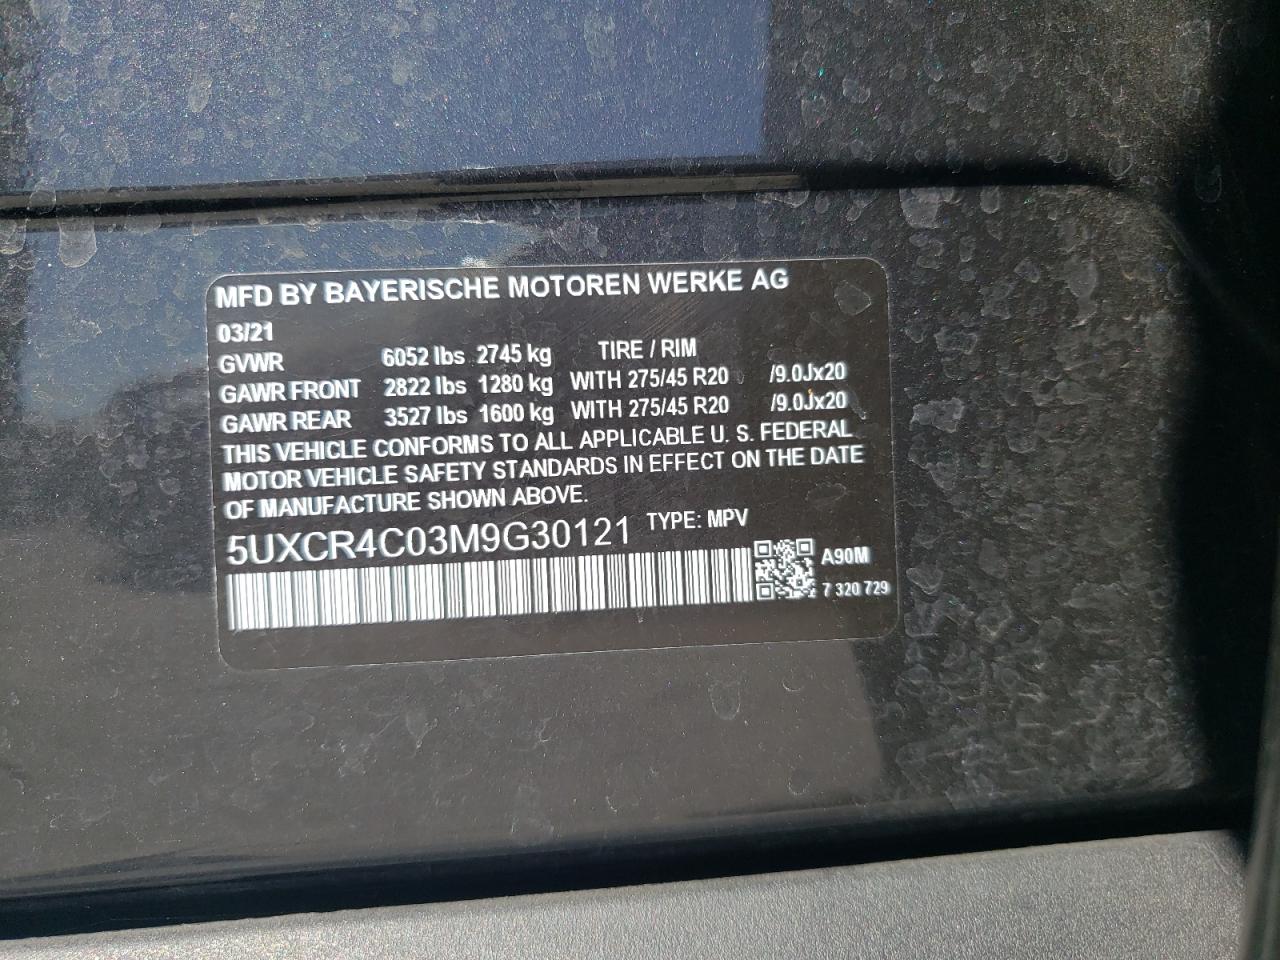 MFD BY BAYERISCHE MOTOREN WERKE AG
03/21
GVWR 6052 lbs 2745 kg TIRE / RIM
GAWR FRONT 2822 lbs 1280 kg WITH 275/45 R20 /9.0Jx20
GAWR REAR 3527 lbs 1600 kg WITH 275/45 R20 /9.0Jx20
THIS VEHICLE CONFORMS TO ALL APPLICABLE U. S. FEDERAL
MOTOR VEHICLE SAFETY STANDARDS IN EFFECT ON THE DATE
OF MANUFACTURE SHOWN ABOVE.
5UXCR4C03M9G30121 TYPE: MPV
A90M
7 320 729